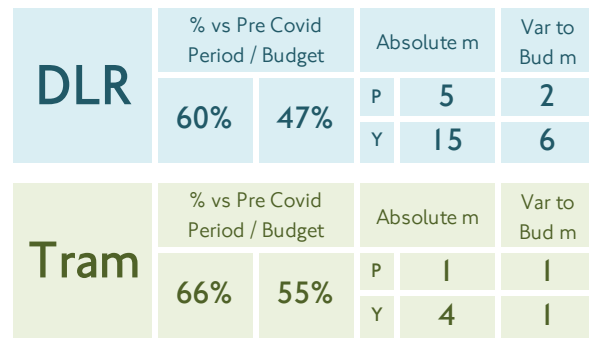 DLR
% vs Pre Covid
Period / Budget
Absolute m
Var to
Bud m
60% 47%
P 5 2
Y 15 6
Tram
% vs Pre Covid
Period / Budget
Absolute m
Var to
Bud m
66% 55%
P 1 1
Y 4 1